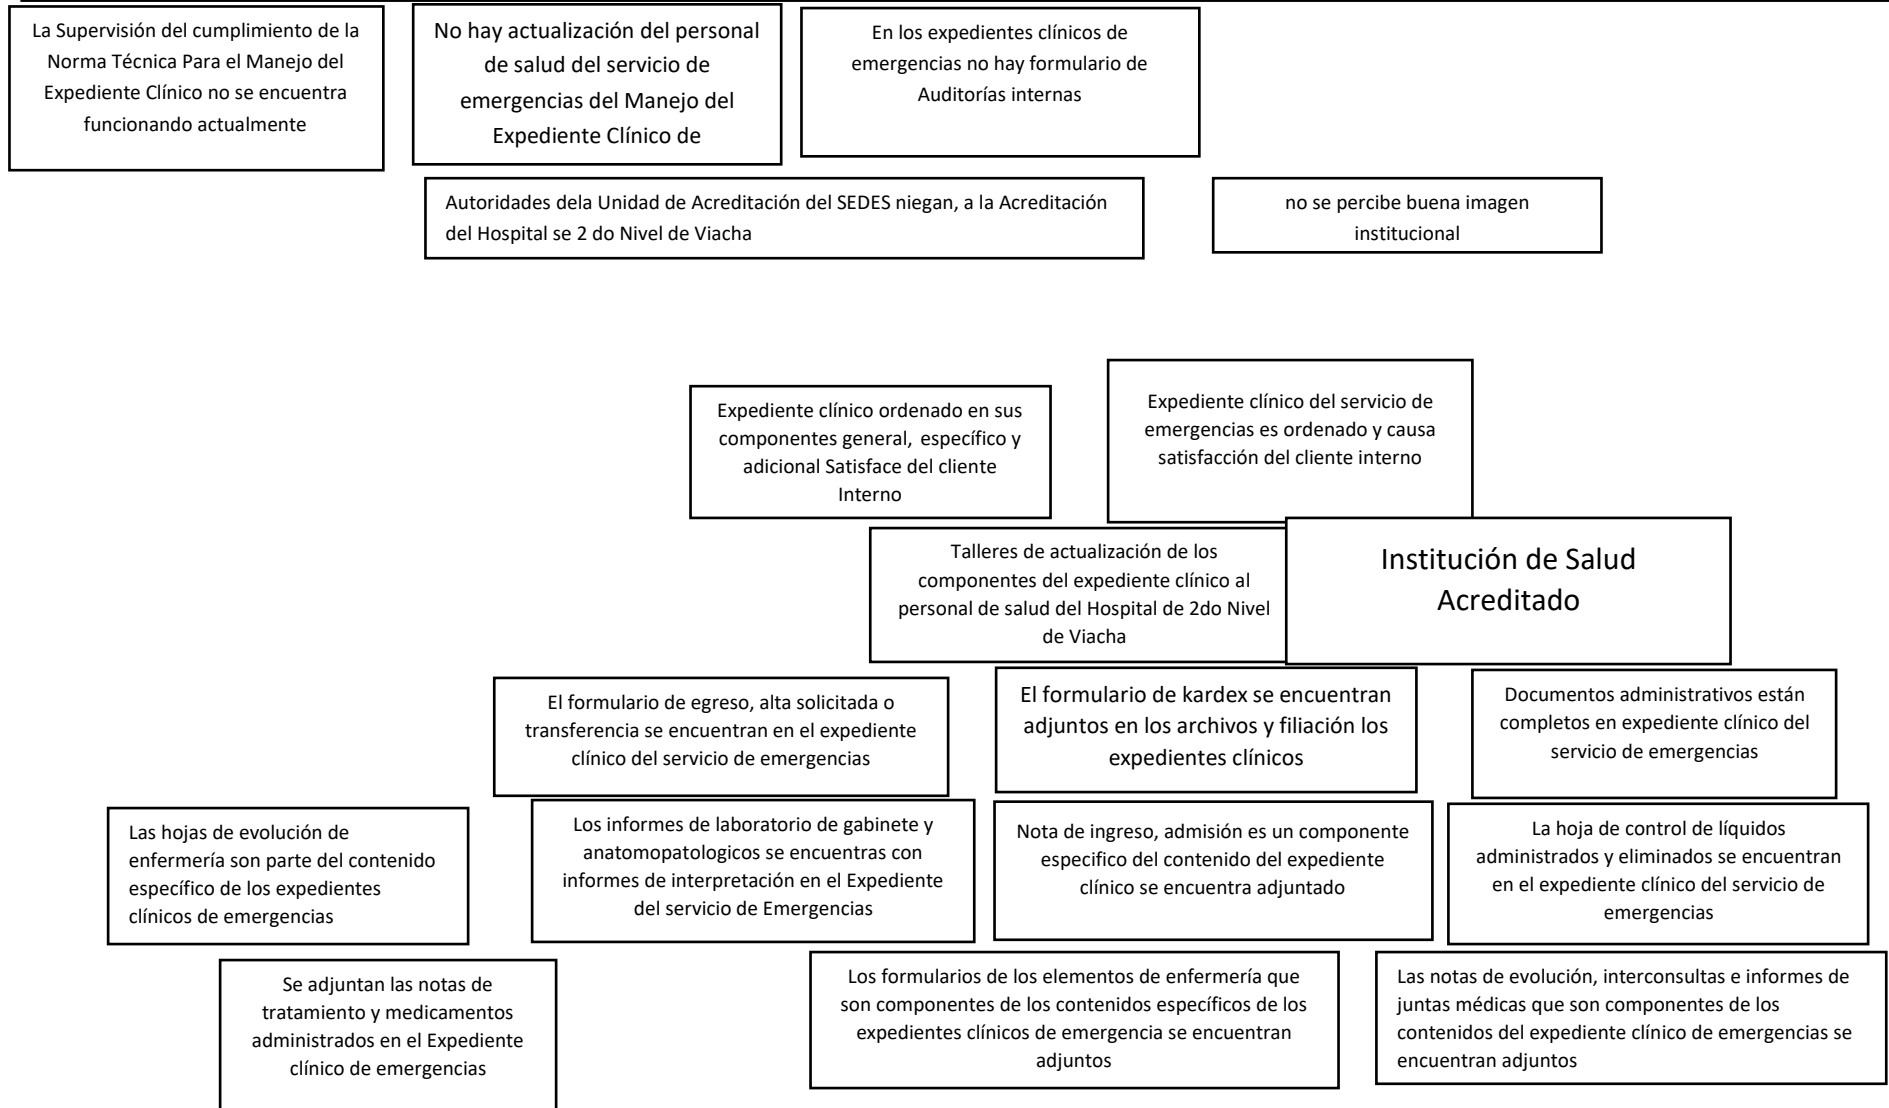 La Supervisión del cumplimiento de la
Norma Técnica Para el Manejo del
Expediente Clínico no se encuentra
funcionando actualmente
No hay actualización del personal
de salud del servicio de
emergencias del Manejo del
Expediente Clínico de
En los expedientes clínicos de
emergencias no hay formulario de
Auditorías internas
Autoridades dela Unidad de Acreditación del SEDES niegan, a la Acreditación
del Hospital se 2 do Nivel de Viacha
no se percibe buena imagen
institucional
Expediente clínico ordenado en sus
componentes general, específico y
adicional Satisface del cliente
Interno
Expediente clínico del servicio de
emergencias es ordenado y causa
satisfacción del cliente interno
Talleres de actualización de los
componentes del expediente clínico al
personal de salud del Hospital de 2do Nivel
de Viacha
Institución de Salud
Acreditado
El formulario de egreso, alta solicitada o
transferencia se encuentran en el expediente
clínico del servicio de emergencias
El formulario de kardex se encuentran
adjuntos en los archivos y filiación los
expedientes clínicos
Documentos administrativos están
completos en expediente clínico del
servicio de emergencias
Las hojas de evolución de
enfermería son parte del contenido
específico de los expedientes
clínicos de emergencias
Los informes de laboratorio de gabinete y
anatomopatologicos se encuentras con
informes de interpretación en el Expediente
del servicio de Emergencias
Nota de ingreso, admisión es un componente
especifico del contenido del expediente
clínico se encuentra adjuntado
La hoja de control de líquidos
administrados y eliminados se encuentran
en el expediente clínico del servicio de
emergencias
Se adjuntan las notas de
tratamiento y medicamentos
administrados en el Expediente
clínico de emergencias
Los formularios de los elementos de enfermería que
son componentes de los contenidos específicos de los
expedientes clínicos de emergencia se encuentran
adjuntos
Las notas de evolución, interconsultas e informes de
juntas médicas que son componentes de los
contenidos del expediente clínico de emergencias se
encuentran adjuntos